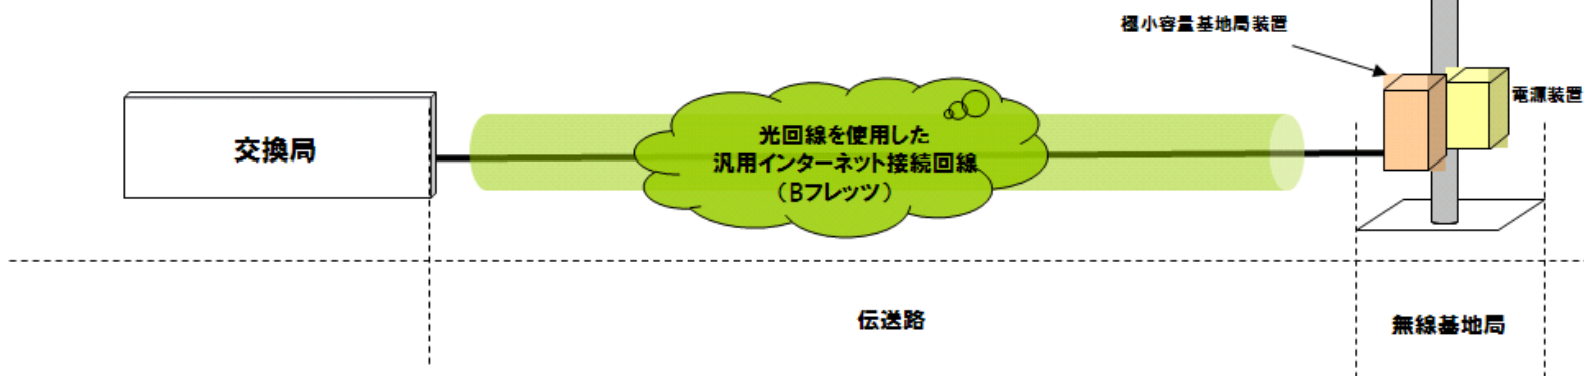 極小容量基地局装置
電源装置
交換局
光回線を使用した
汎用インターネット接続回線
（Bフレッツ）
伝送路
無線基地局